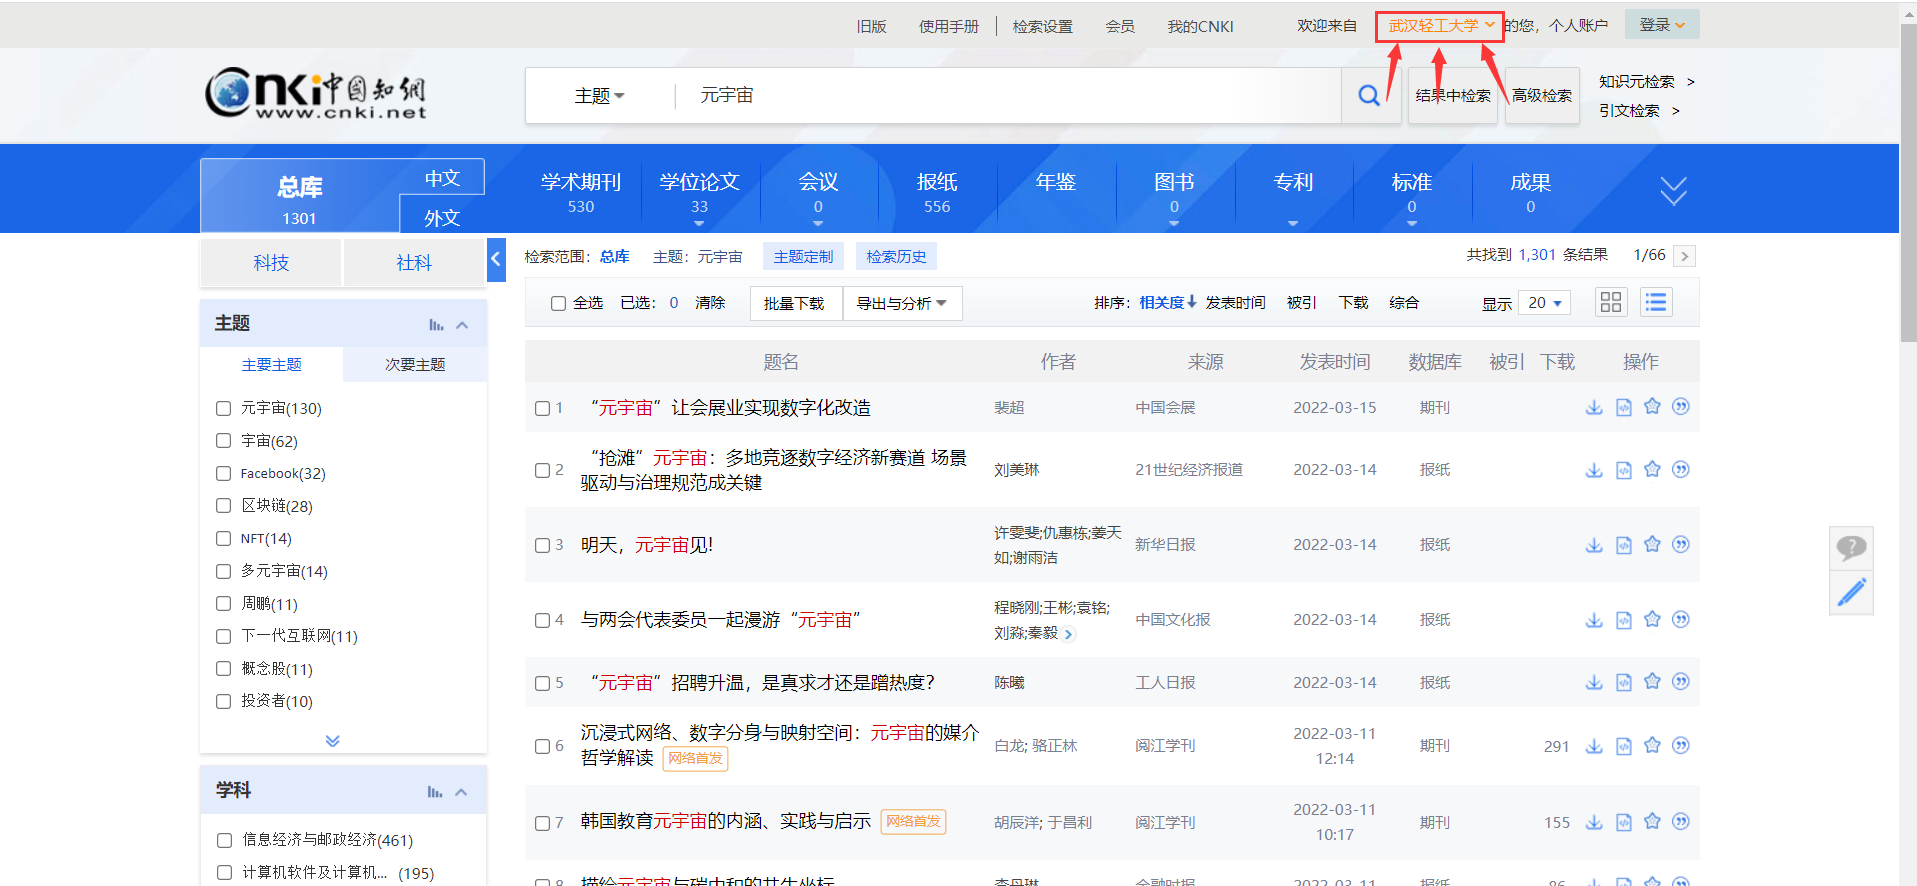 旧版 使用手册 检索设置 会员 我的CNKI 欢迎来自 武汉轻工大学 的您， 个人账户 登录
cnki中国知網
www.cnki.net
主题 元宇宙 结果中检索 高级检索
知识元检索 >
引文检索 >
总库 1301 中文 外文
学术期刊 530
学位论文 33
会议 0
报纸 556
年鉴
图书 0
专利
标准 0
成果 0
科技 社科
检索范围：总库 主题：元宇宙 主题定制 检索历史 共找到 1,301 条结果 1/66 >
全选 已选：0 清除 批量下载 导出与分析 排序：相关度↓ 发表时间 被引 下载 综合 显示 20
主题
主要主题 次要主题
元宇宙(130)
宇宙(62)
Facebook(32)
区块链(28)
NFT(14)
多元宇宙(14)
周鹏(11)
下一代互联网(11)
概念股(11)
投资者(10)
学科
信息经济与邮政经济(461)
计算机软件及计算机... (195)
题名 作者 来源 发表时间 数据库 被引 下载 操作
1 “元宇宙”让会展业实现数字化改造 裴超 中国会展 2022-03-15 期刊
2 “抢滩”元宇宙：多地竞逐数字经济新赛道 场景
驱动与治理规范成关键 刘美琳 21世纪经济报道 2022-03-14 报纸
3 明天，元宇宙见！ 许雯斐;仇惠栋;姜天
如;谢雨洁 新华日报 2022-03-14 报纸
4 与两会代表委员一起漫游“元宇宙” 程晓刚;王彬;袁铭;
刘淼;秦毅 中国文化报 2022-03-14 报纸
5 “元宇宙”招聘升温，是真求才还是蹭热度？ 陈曦 工人日报 2022-03-14 报纸
6 沉浸式网络、数字分身与映射空间：元宇宙的媒介
哲学解读 网络首发 白龙; 骆正林 阅江学刊 2022-03-11
12:14 期刊 291
7 韩国教育元宇宙的内涵、实践与启示 网络首发 胡辰洋; 于昌利 阅江学刊 2022-03-11
10:17 期刊 155
8 描绘元宇宙与碳中和的共生坐标 李丹琳 金融时报 2022-03-11 报纸 86